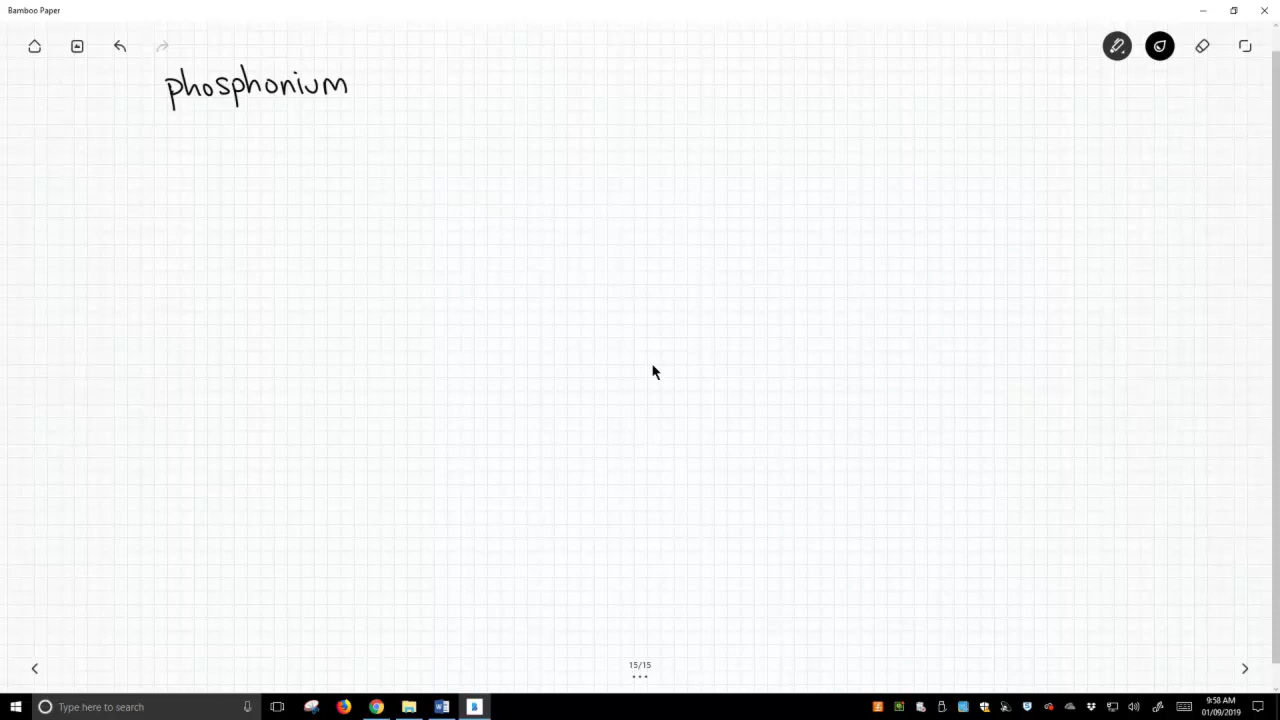 Bamboo Paper
phosphonium
15/15
Type here to search
9:58 AM
01/09/2019